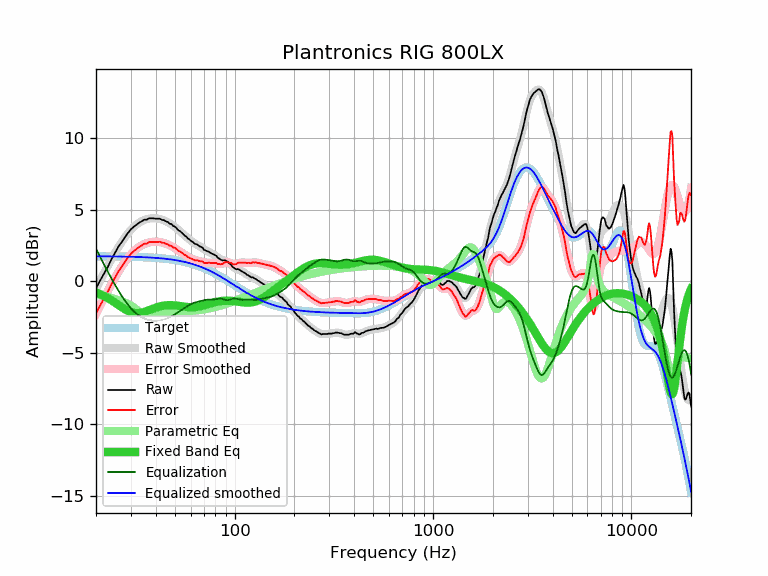 Plantronics RIG 800LX
Amplitude (dBr)
10
5
0
−5
−10
−15
Target
Raw Smoothed
Error Smoothed
Raw
Error
Parametric Eq
Fixed Band Eq
Equalization
Equalized smoothed
100
1000
10000
Frequency (Hz)